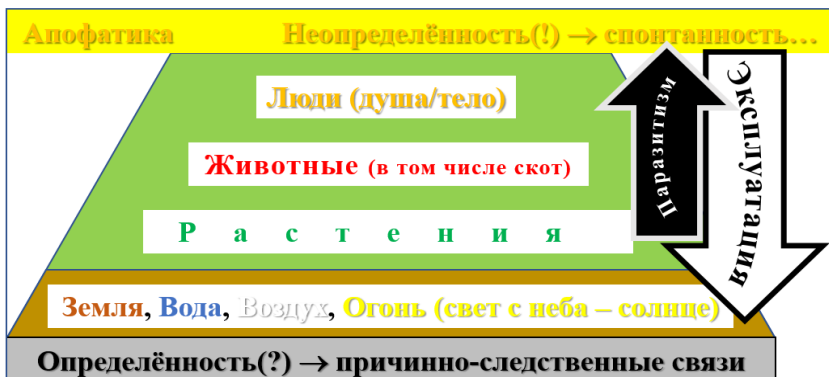 Апофатика Неопределённость(!) → спонтанность…
Люди (душа/тело)
Животные (в том числе скот)
Растения
Земля, Вода, Воздух, Огонь (свет с неба – солнце)
Определённость(?) → причинно-следственные связи
Паразитизм
Эксплуатация